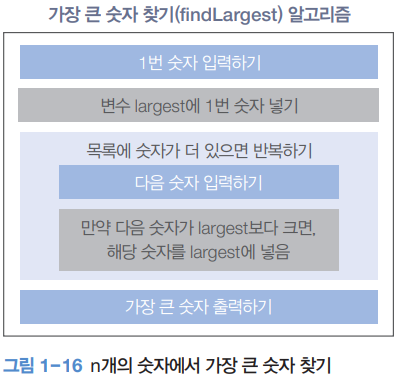 가장 큰 숫자 찾기(findLargest) 알고리즘
1번 숫자 입력하기
변수 largest에 1번 숫자 넣기
목록에 숫자가 더 있으면 반복하기
다음 숫자 입력하기
만약 다음 숫자가 largest보다 크면,
해당 숫자를 largest에 넣음
가장 큰 숫자 출력하기
그림 1-16 n개의 숫자에서 가장 큰 숫자 찾기